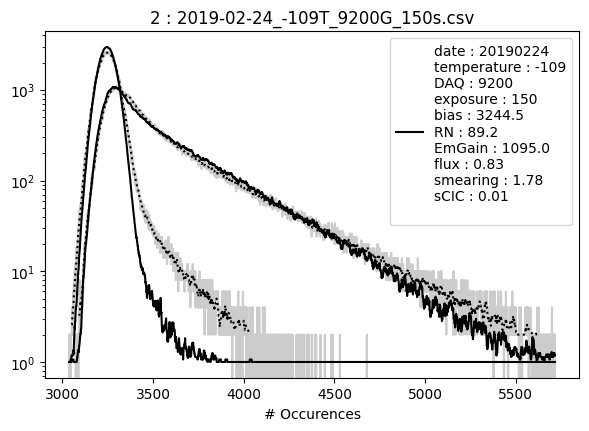 2 : 2019-02-24_-109T_9200G_150s.csv
date : 20190224
temperature : -109
DAQ : 9200
exposure : 150
bias : 3244.5
RN : 89.2
EmGain : 1095.0
flux : 0.83
smearing : 1.78
sCIC : 0.01
10³
10²
10¹
10⁰
3000 3500 4000 4500 5000 5500
# Occurences